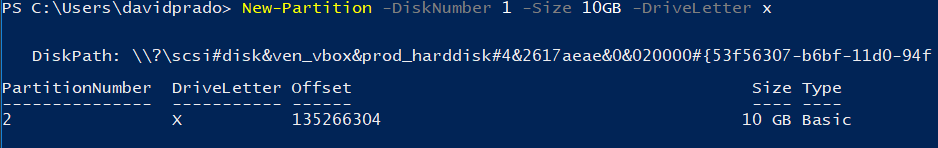 PS C:\Users\davidprado> New-Partition -DiskNumber 1 -Size 10GB -DriveLetter x
DiskPath: \\?\scsi#disk&ven_vbox&prod_harddisk#4&2617aeae&0&020000#{53f56307-b6bf-11d0-94f
PartitionNumber DriveLetter Offset Size Type
--------------- ----------- ------ ---- ----
2 X 135266304 10 GB Basic